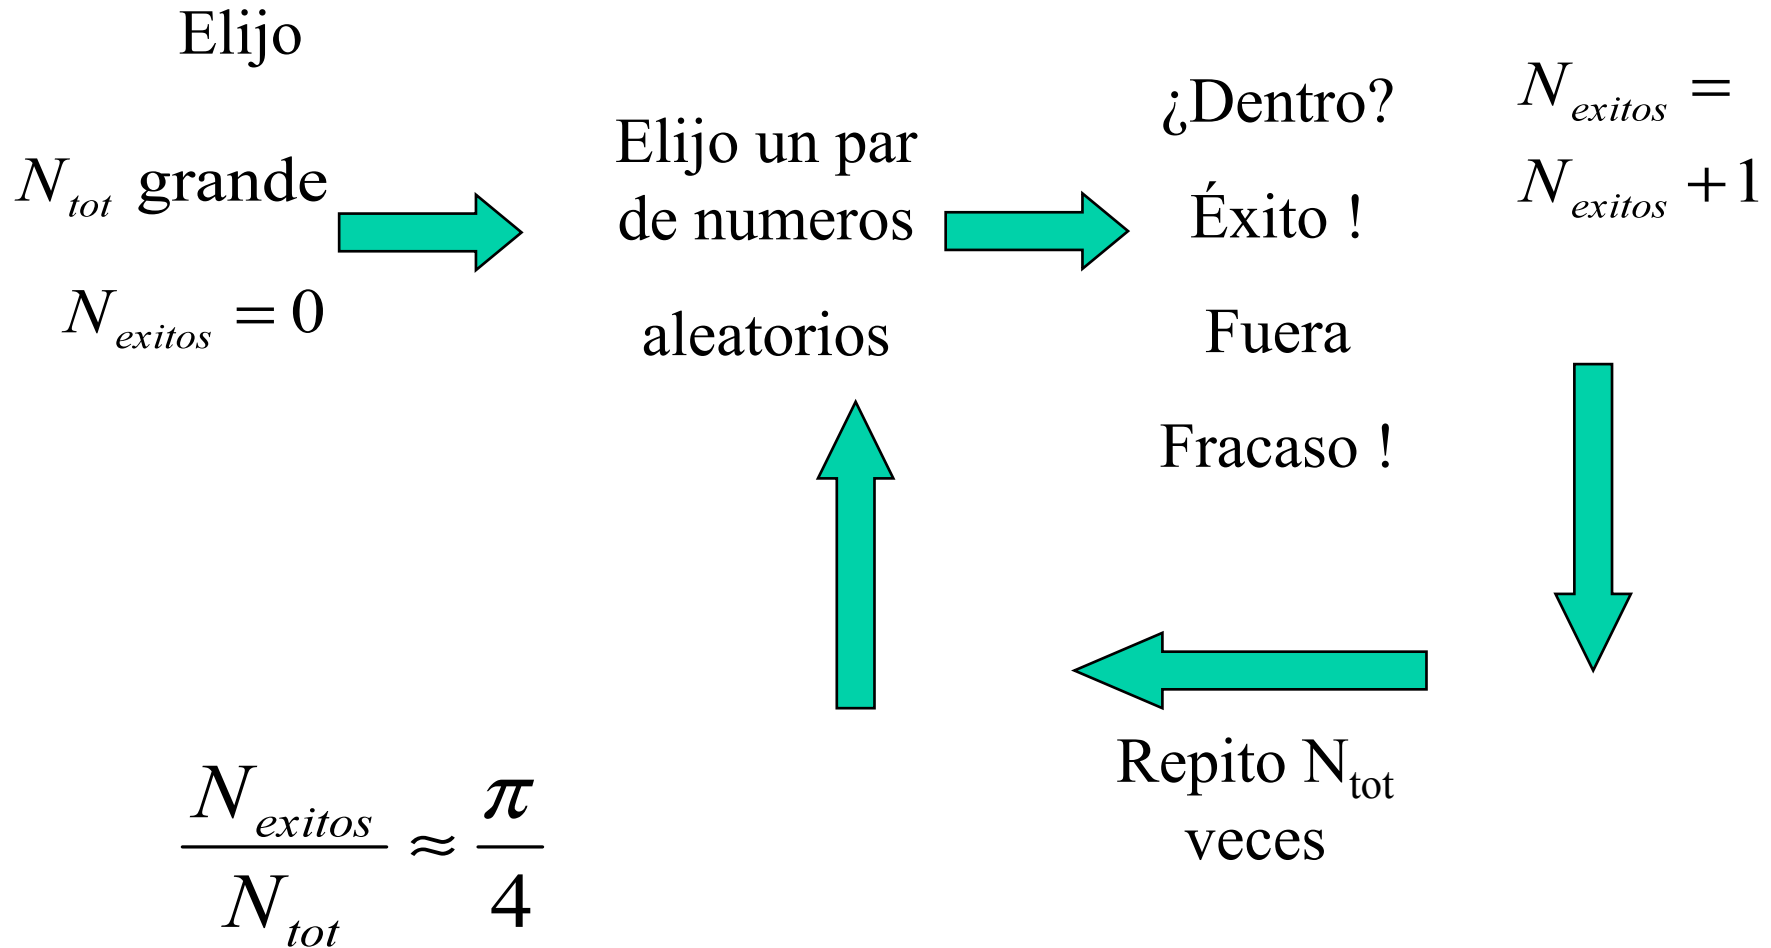 Elijo
N_tot grande
N_exitos = 0
Elijo un par
de numeros
aleatorios
¿Dentro?
Éxito !
Fuera
Fracaso !
N_exitos =
N_exitos + 1
Repito N_tot
veces
N_exitos / N_tot ≈ π / 4